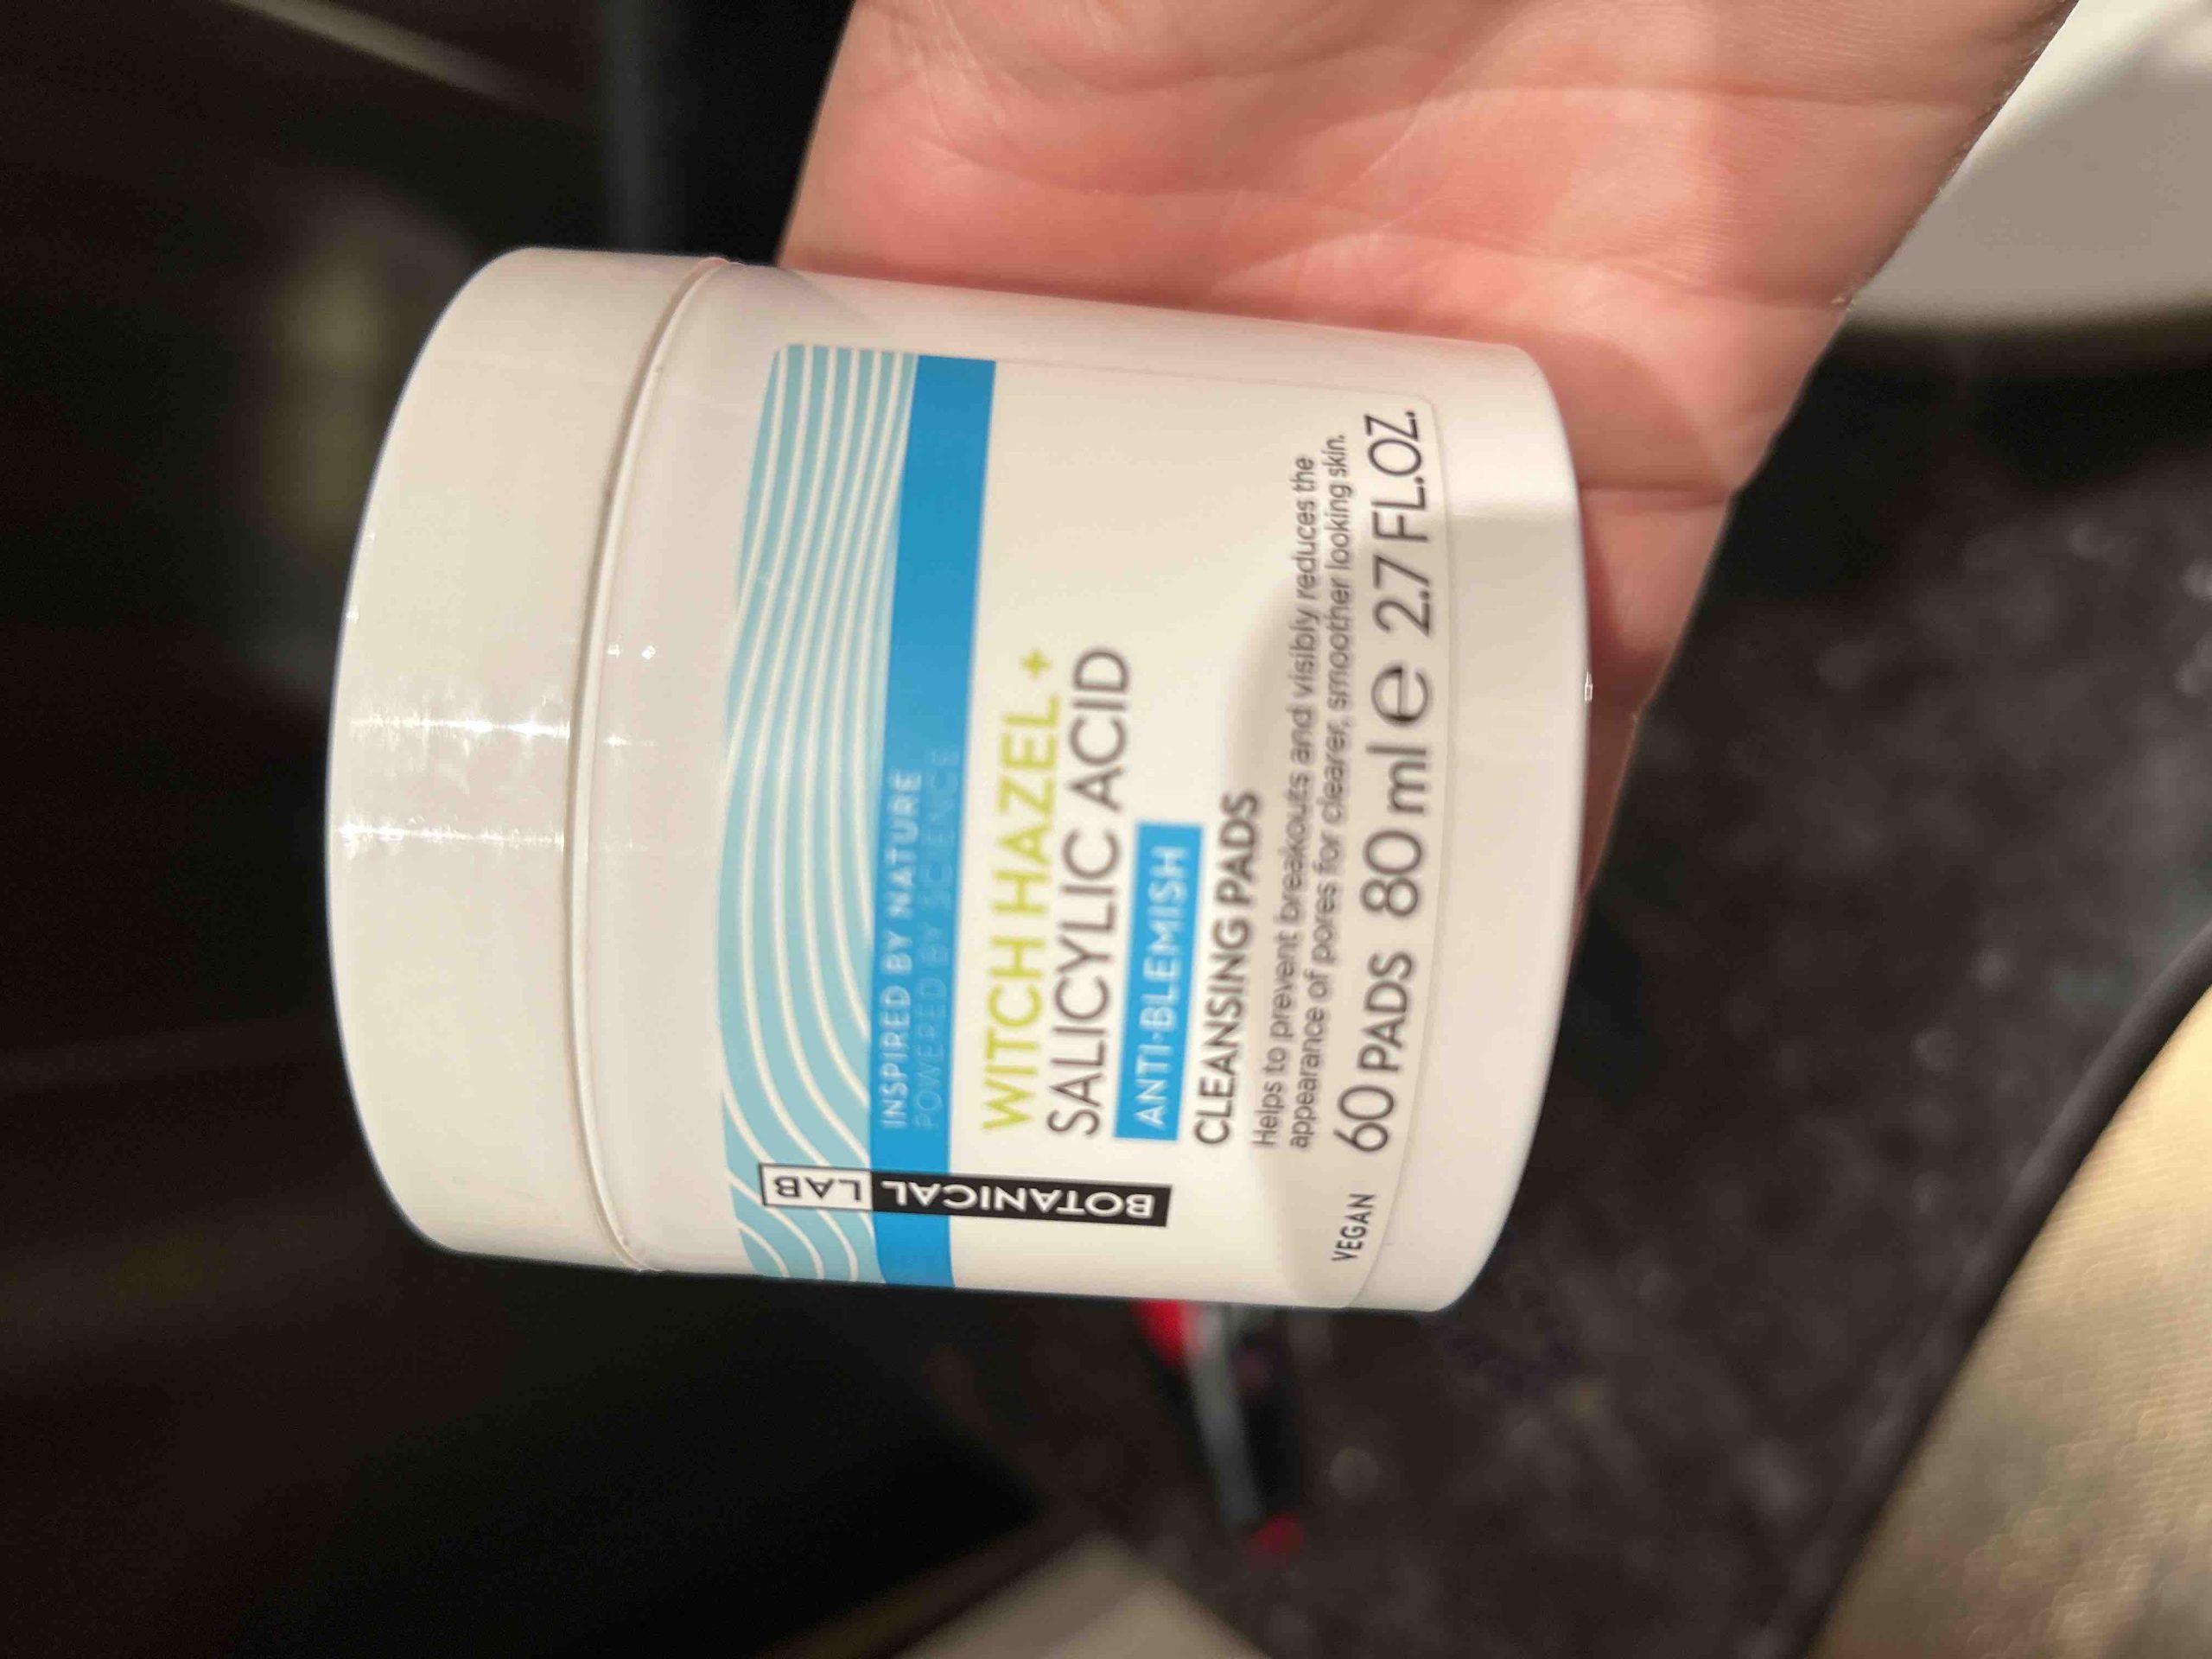 BOTANICAL LAB
INSPIRED BY NATURE
POWERED BY SCIENCE
WITCH HAZEL +
SALICYLIC ACID
ANTI-BLEMISH
CLEANSING PADS
Helps to prevent breakouts and visibly reduces the
appearance of pores for clearer, smoother looking skin.
VEGAN 60 PADS 80 ml e 2.7 FL.OZ.